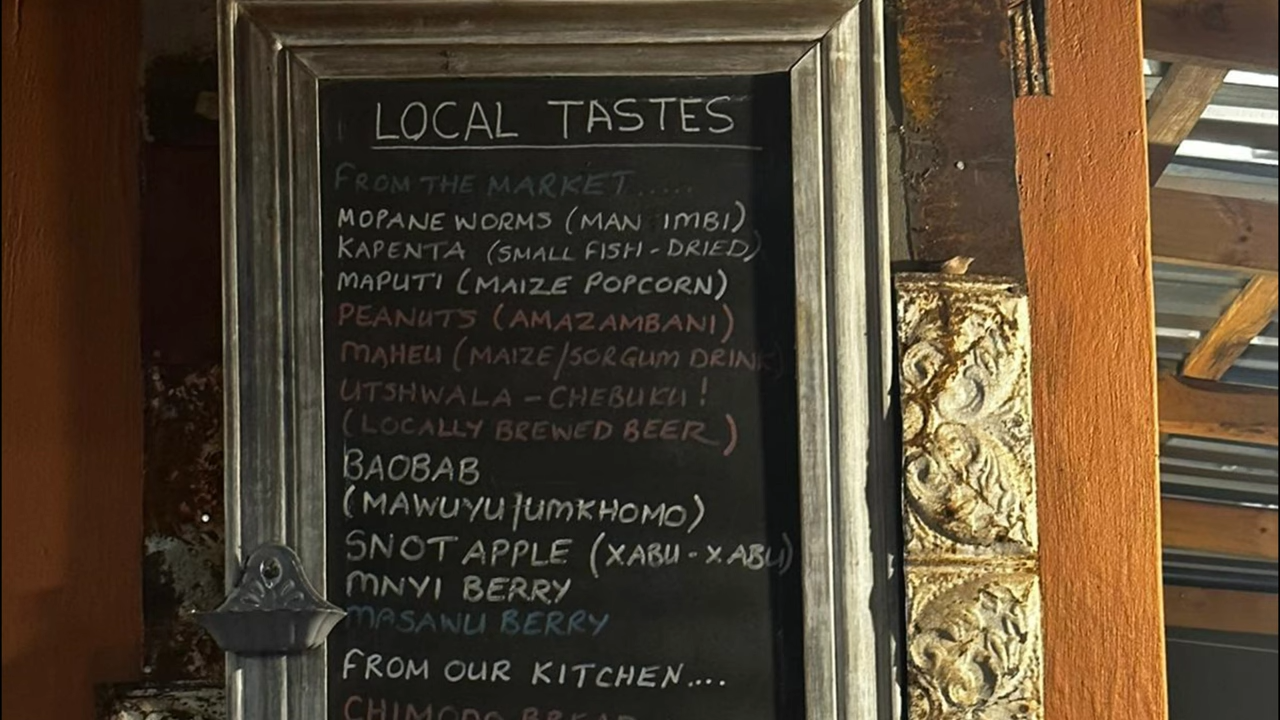 LOCAL TASTES
FROM THE MARKET.....
MOPANE WORMS (MAN IMBI)
KAPENTA (SMALL FISH - DRIED)
MAPUTI (MAIZE POPCORN)
PEANUTS (AMAZAMBANI)
MAHEU (MAIZE/SORGUM DRINK)
UTSHWALA - CHEBUKU!
(LOCALLY BREWED BEER)
BAOBAB
(MAWUYU/UMKHOMO)
SNOT APPLE (XABU-XABU)
MNYI BERRY
MASAWU BERRY
FROM OUR KITCHEN....
CHIMODO BREAD